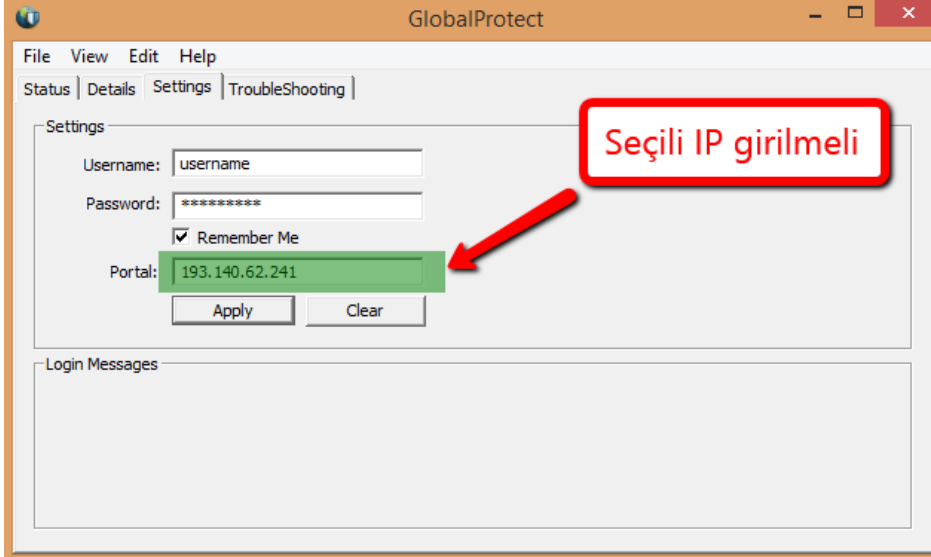 GlobalProtect
File View Edit Help
Status Details Settings TroubleShooting
Settings
Seçili IP girilmeli
Username: username
Password: *********
Remember Me
Portal: 193.140.62.241
Apply Clear
Login Messages